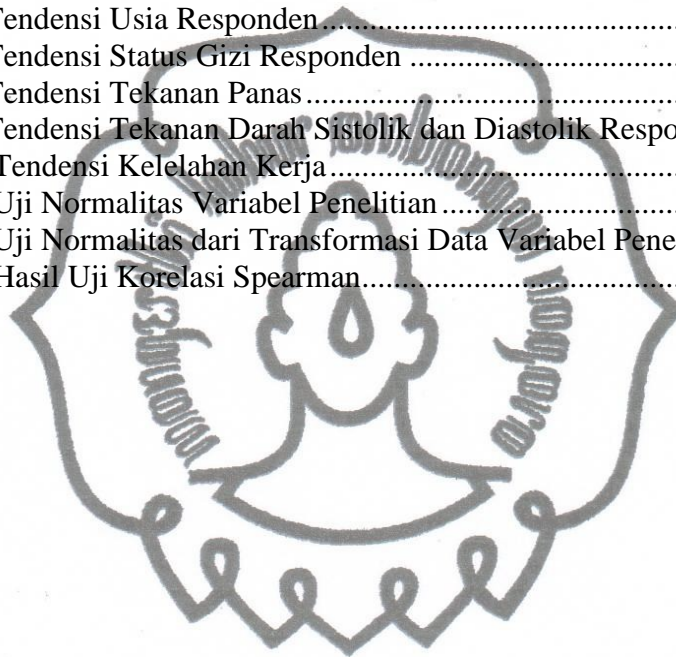 Tendensi Usia Responden..............................................
Tendensi Status Gizi Responden ..................................
Tendensi Tekanan Panas...............................................
Tendensi Tekanan Darah Sistolik dan Diastolik Respo
Tendensi Kelelahan Kerja.............................................
Uji Normalitas Variabel Penelitian ...............................
Uji Normalitas dari Transformasi Data Variabel Pene
Hasil Uji Korelasi Spearman.........................................